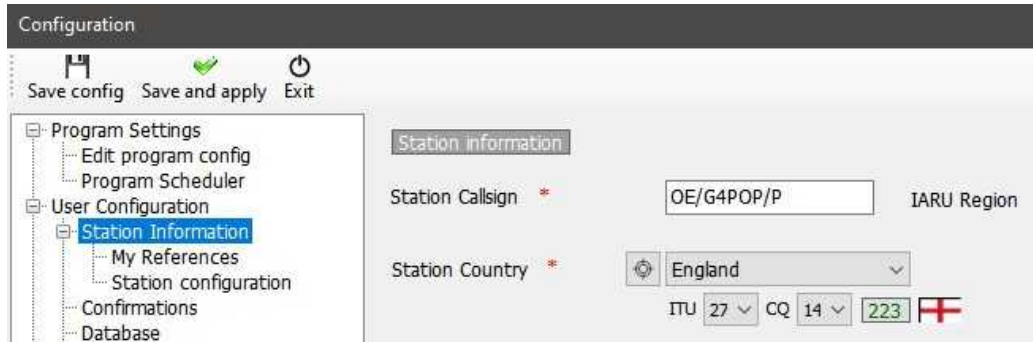 Configuration
Save config Save and apply Exit
Program Settings
Edit program config
Program Scheduler
User Configuration
Station Information
My References
Station configuration
Confirmations
Database
Station information
Station Callsign * OE/G4POP/P IARU Region
Station Country * England
ITU 27 CQ 14 223